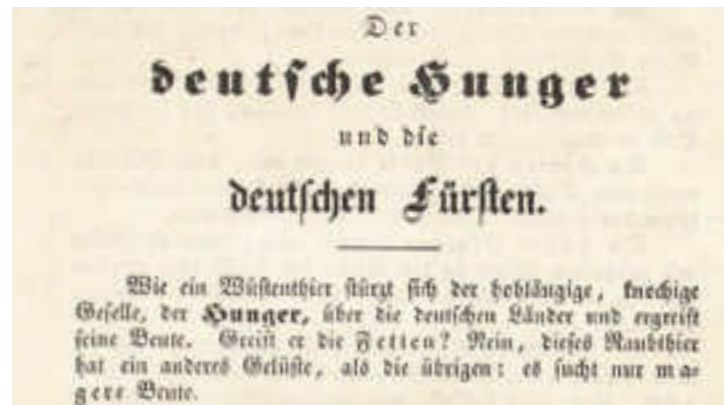 Der
deutſche Hunger
und die
deutſchen Fürſten.
Wie ein Wüſtenthier ſtürzt ſich der hohläugige, knochige
Geſelle, der Hunger, über die deutſchen Länder und ergreift
ſeine Beute. Greift er die Fetten? Nein, dieſes Raubthier
hat ein anderes Gelüſte, als die übrigen: es ſucht nur ma-
gere Beute.